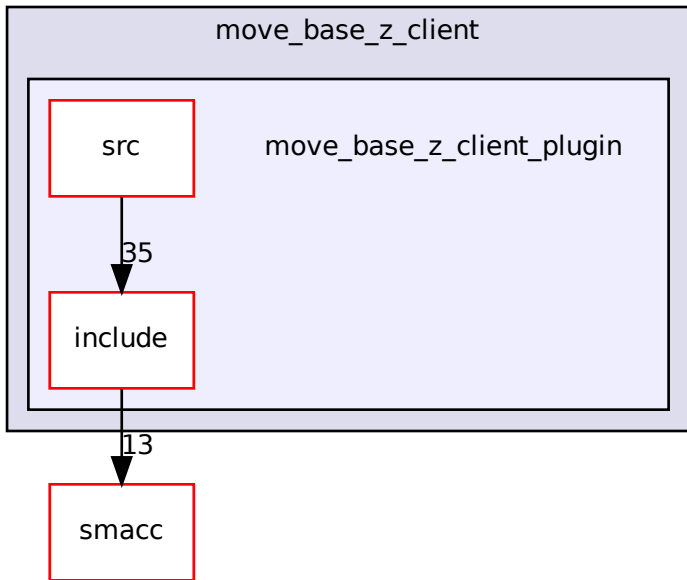 move_base_z_client
src
move_base_z_client_plugin
35
include
13
smacc